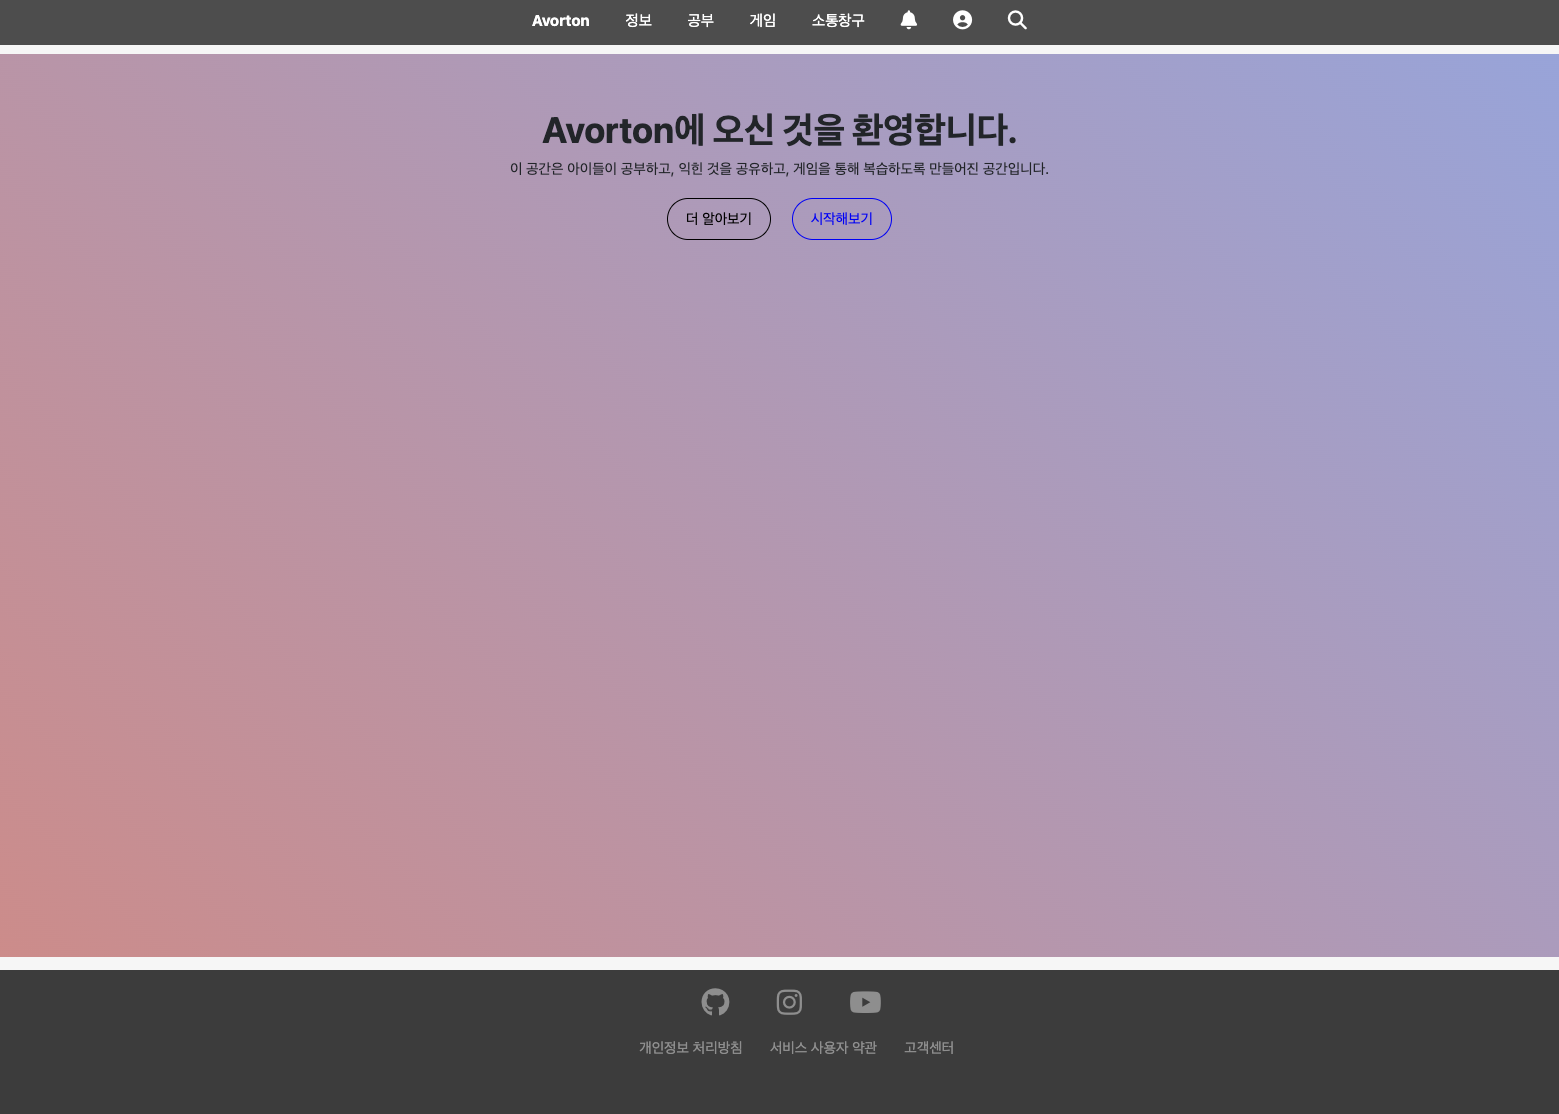 Avorton 정보 공부 게임 소통창구
Avorton에 오신 것을 환영합니다.
이 공간은 아이들이 공부하고, 익힌 것을 공유하고, 게임을 통해 복습하도록 만들어진 공간입니다.
더 알아보기 시작해보기
개인정보 처리방침 서비스 사용자 약관 고객센터